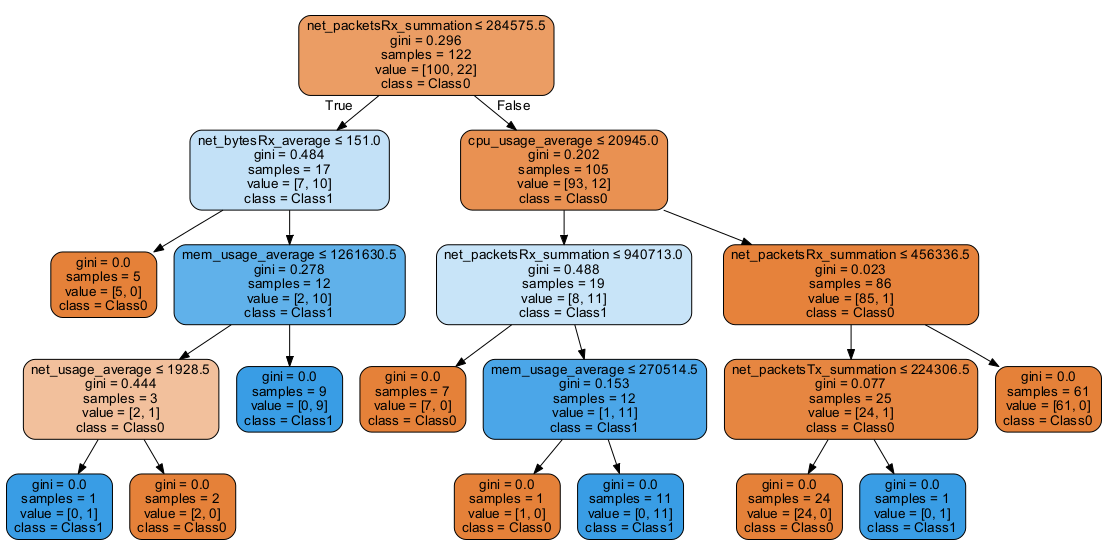 net_packetsRx_summation ≤ 284575.5
gini = 0.296
samples = 122
value = [100, 22]
class = Class0
True
False
net_bytesRx_average ≤ 151.0
gini = 0.484
samples = 17
value = [7, 10]
class = Class1
cpu_usage_average ≤ 20945.0
gini = 0.202
samples = 105
value = [93, 12]
class = Class0
gini = 0.0
samples = 5
value = [5, 0]
class = Class0
mem_usage_average ≤ 1261630.5
gini = 0.278
samples = 12
value = [2, 10]
class = Class1
net_packetsRx_summation ≤ 940713.0
gini = 0.488
samples = 19
value = [8, 11]
class = Class1
net_packetsRx_summation ≤ 456336.5
gini = 0.023
samples = 86
value = [85, 1]
class = Class0
net_usage_average ≤ 1928.5
gini = 0.444
samples = 3
value = [2, 1]
class = Class0
gini = 0.0
samples = 9
value = [0, 9]
class = Class1
gini = 0.0
samples = 7
value = [7, 0]
class = Class0
mem_usage_average ≤ 270514.5
gini = 0.153
samples = 12
value = [1, 11]
class = Class1
net_packetsTx_summation ≤ 224306.5
gini = 0.077
samples = 25
value = [24, 1]
class = Class0
gini = 0.0
samples = 61
value = [61, 0]
class = Class0
gini = 0.0
samples = 1
value = [0, 1]
class = Class1
gini = 0.0
samples = 2
value = [2, 0]
class = Class0
gini = 0.0
samples = 1
value = [1, 0]
class = Class0
gini = 0.0
samples = 11
value = [0, 11]
class = Class1
gini = 0.0
samples = 24
value = [24, 0]
class = Class0
gini = 0.0
samples = 1
value = [0, 1]
class = Class1